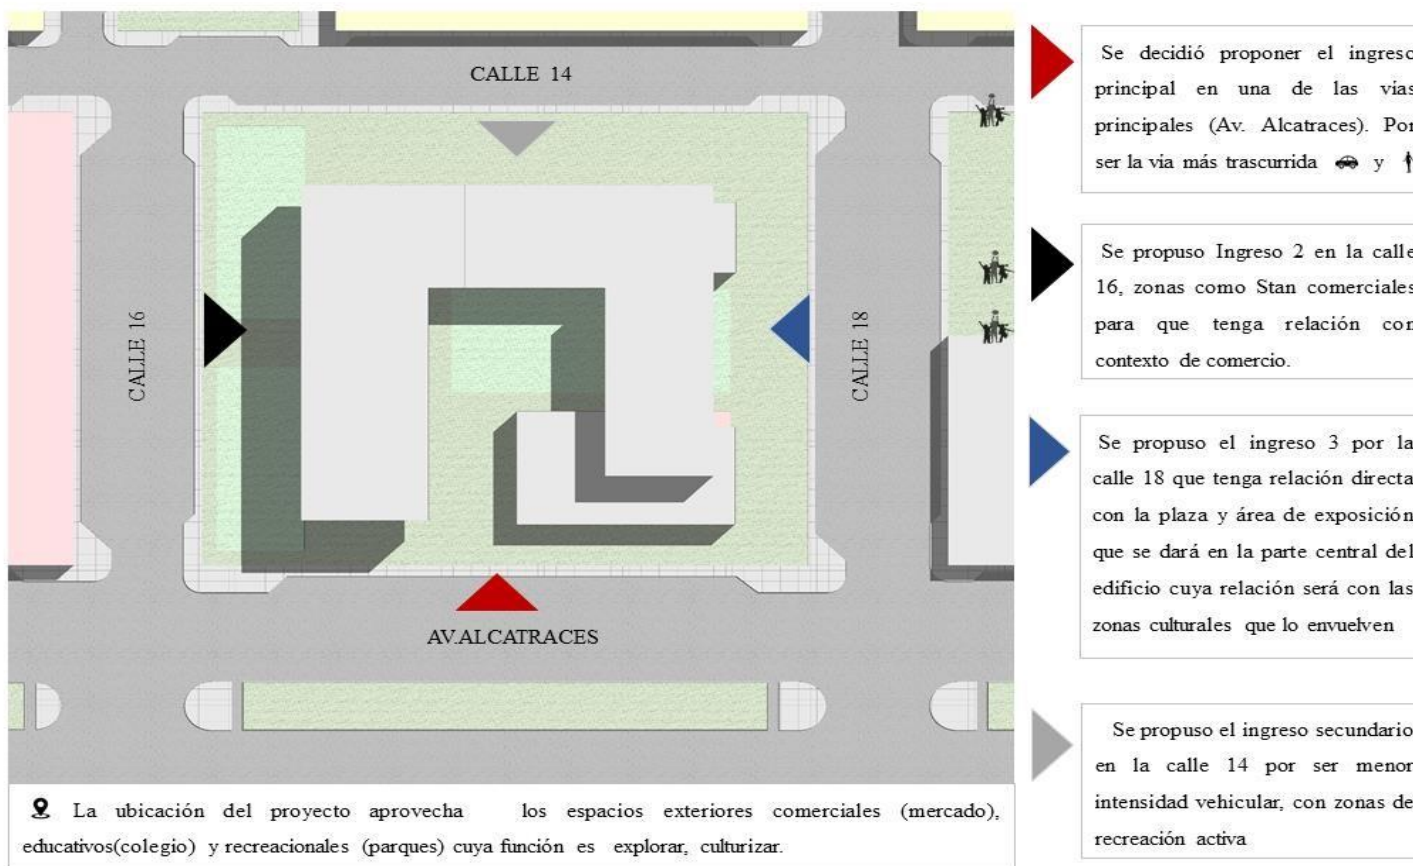 CALLE 14
CALLE 16
CALLE 18
AV.ALCATRACES
La ubicación del proyecto aprovecha los espacios exteriores comerciales (mercado),
educativos(colegio) y recreacionales (parques) cuya función es explorar, culturizar.
Se decidió proponer el ingreso
principal en una de las vías
principales (Av. Alcatraces). Por
ser la via más trascurrida y
Se propuso Ingreso 2 en la calle
16, zonas como Stan comerciales
para que tenga relación con
contexto de comercio.
Se propuso el ingreso 3 por la
calle 18 que tenga relación directa
con la plaza y área de exposición
que se dará en la parte central del
edificio cuya relación será con las
zonas culturales que lo envuelven
Se propuso el ingreso secundario
en la calle 14 por ser menor
intensidad vehicular, con zonas de
recreación activa